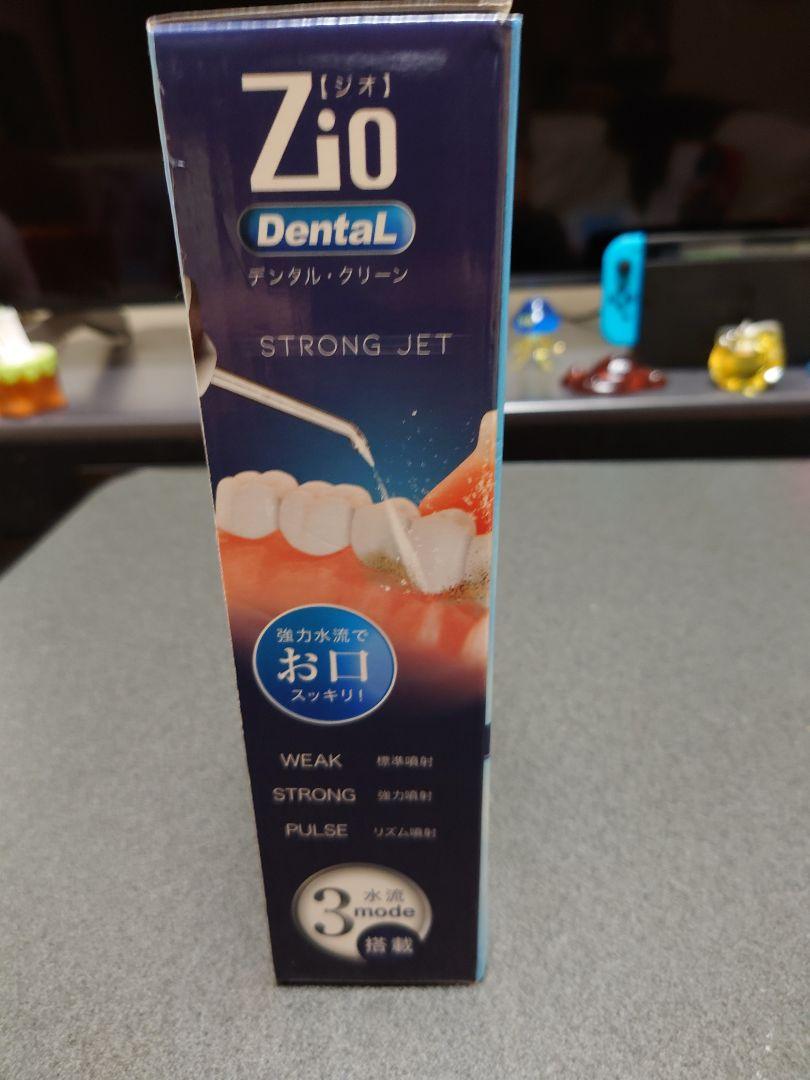 【ジオ】
Zio
DentaL
デンタル・クリーン
STRONG JET
強力水流で
お口
スッキリ!
WEAK 標準噴射
STRONG 強力噴射
PULSE リズム噴射
水流
3 mode
搭載